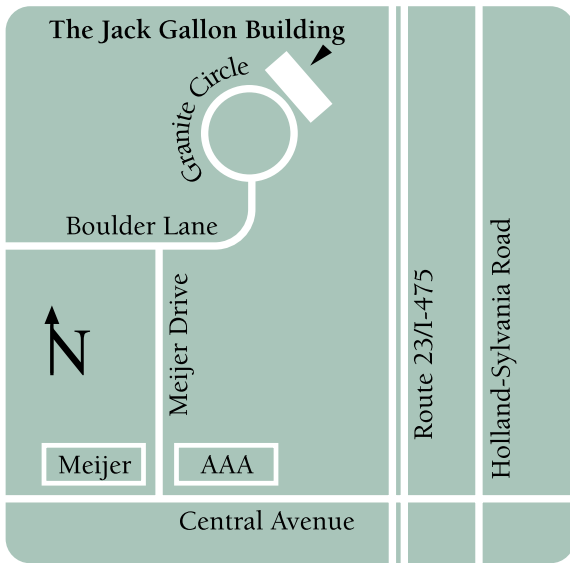 The Jack Gallon Building
Granite Circle
Boulder Lane
Meijer Drive
Route 23/I-475
Holland-Sylvania Road
N
Meijer
AAA
Central Avenue